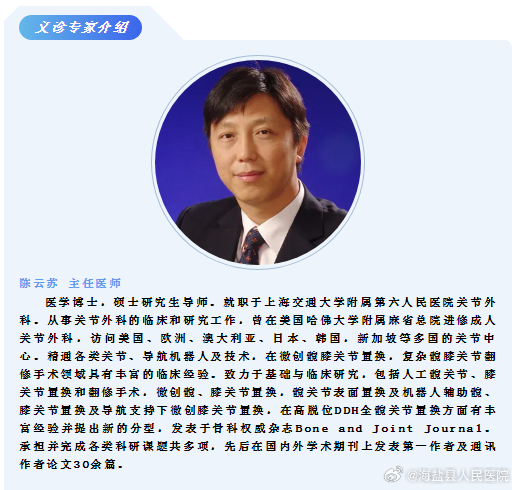 义诊专家介绍
陈云苏 主任医师
医学博士，硕士研究生导师。就职于上海交通大学附属第六人民医院关节外
科。从事关节外科的临床和研究工作，曾在美国哈佛大学附属麻省总院进修成人
关节外科，访问美国、欧洲、澳大利亚、日本、韩国，新加坡等多国的关节中
心。精通各类关节、导航机器人及技术，在微创髋膝关节置换，复杂髋膝关节翻
修手术领域具有丰富的临床经验。致力于基础与临床研究，包括人工髋关节、膝
关节置换和翻修手术，微创髋、膝关节置换，髋关节表面置换及机器人辅助髋、
膝关节置换及导航支持下微创膝关节置换，在高脱位DDH全髋关节置换方面有丰
富经验并提出新的分型，发表于骨科权威杂志Bone and Joint Journal。
承担并完成各类科研课题共多项，先后在国内外学术期刊上发表第一作者及通讯
作者论文30余篇。
@海盐县人民医院